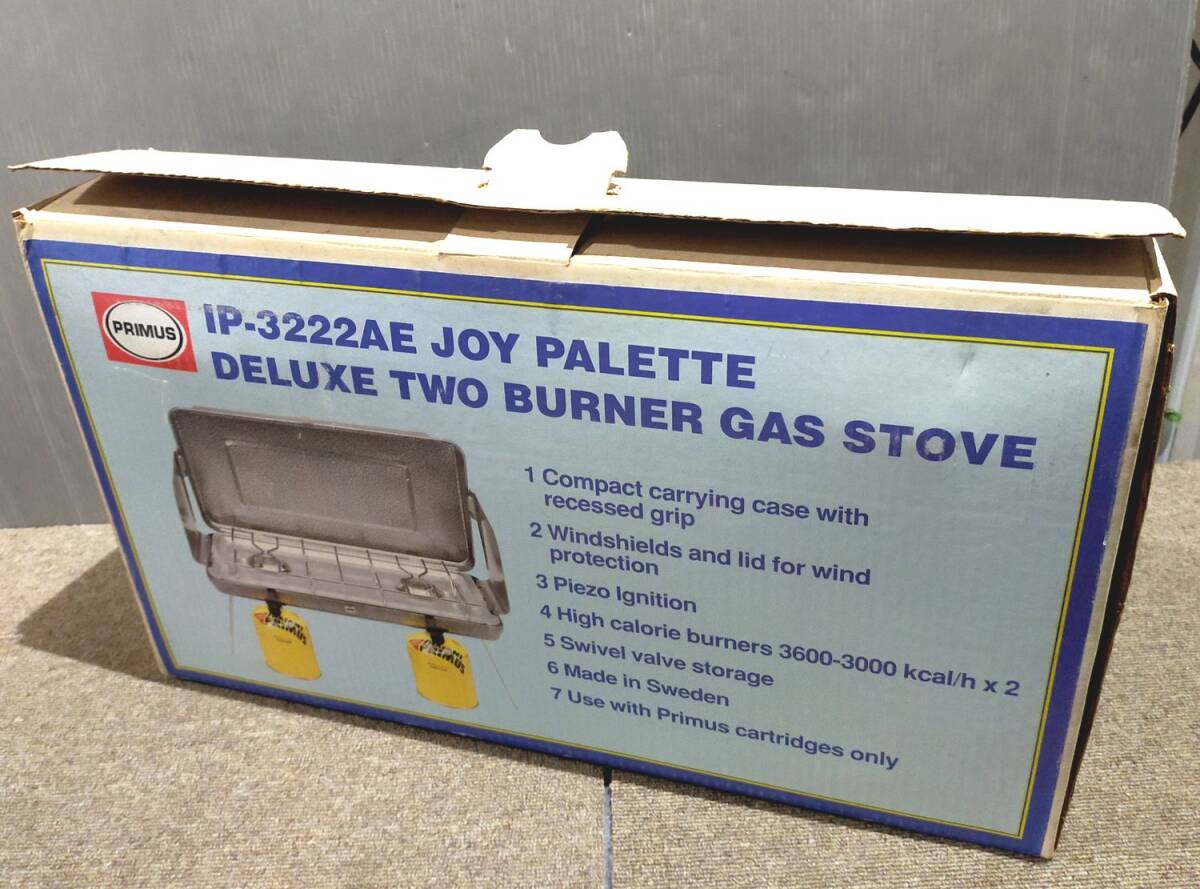 PRIMUS
IP-3222AE JOY PALETTE
DELUXE TWO BURNER GAS STOVE
1 Compact carrying case with
recessed grip
2 Windshields and lid for wind
protection
3 Piezo Ignition
4 High calorie burners 3600-3000 kcal/h x 2
5 Swivel valve storage
6 Made in Sweden
7 Use with Primus cartridges only
PRIMUS
PRIMUS